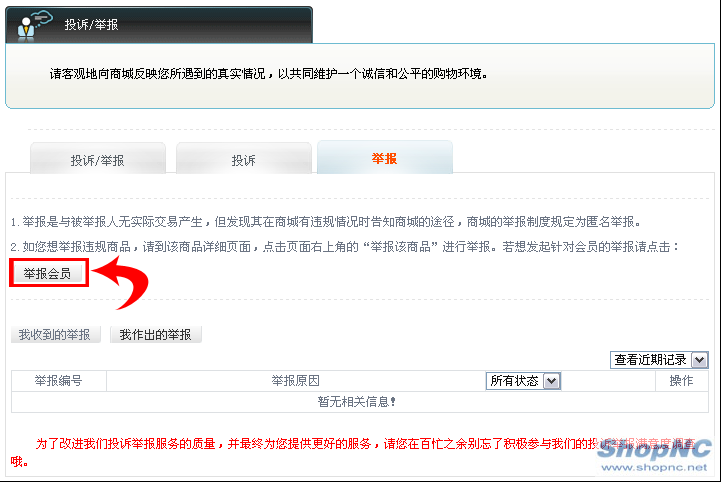 投诉/举报
请客观地向商城反映您所遇到的真实情况，以共同维护一个诚信和公平的购物环境。
投诉/举报
投诉
举报
1.举报是与被举报人无实际交易产生，但发现其在商城有违规情况时告知商城的途径，商城的举报制度规定为匿名举报。
2.如您想举报违规商品，请到该商品详细页面，点击页面右上角的“举报该商品”进行举报。若想发起针对会员的举报请点击：
举报会员
我收到的举报
我作出的举报
查看近期记录
举报编号
举报原因
所有状态
操作
暂无相关信息！
为了改进我们投诉举报服务的质量，并最终为您提供更好的服务，请您在百忙之余别忘了积极参与我们的投诉举报满意度调查
哦。
ShopNC
www.shopnc.net